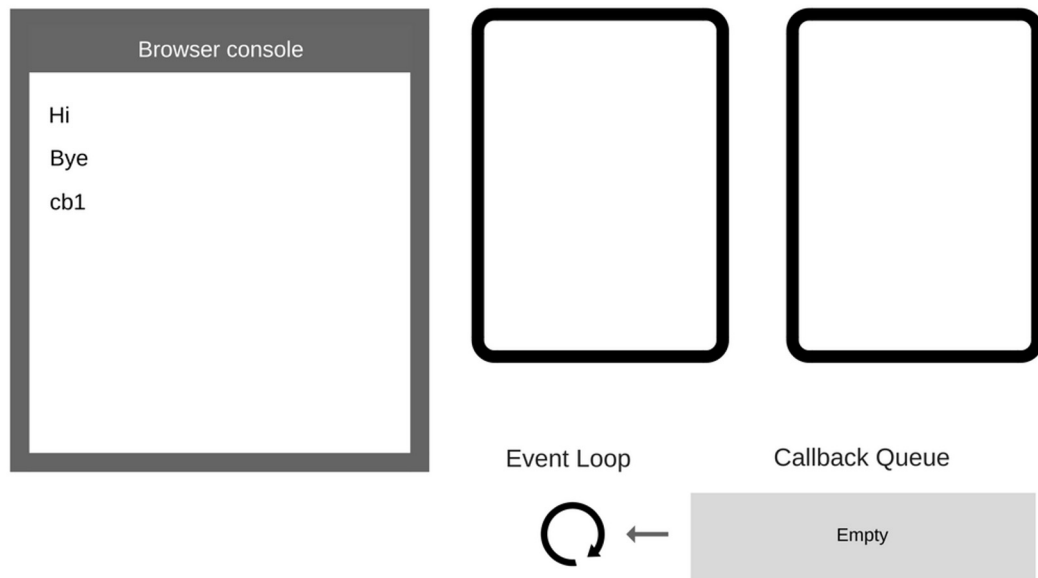 Browser console
Hi
Bye
cb1
Event Loop
Callback Queue
Empty